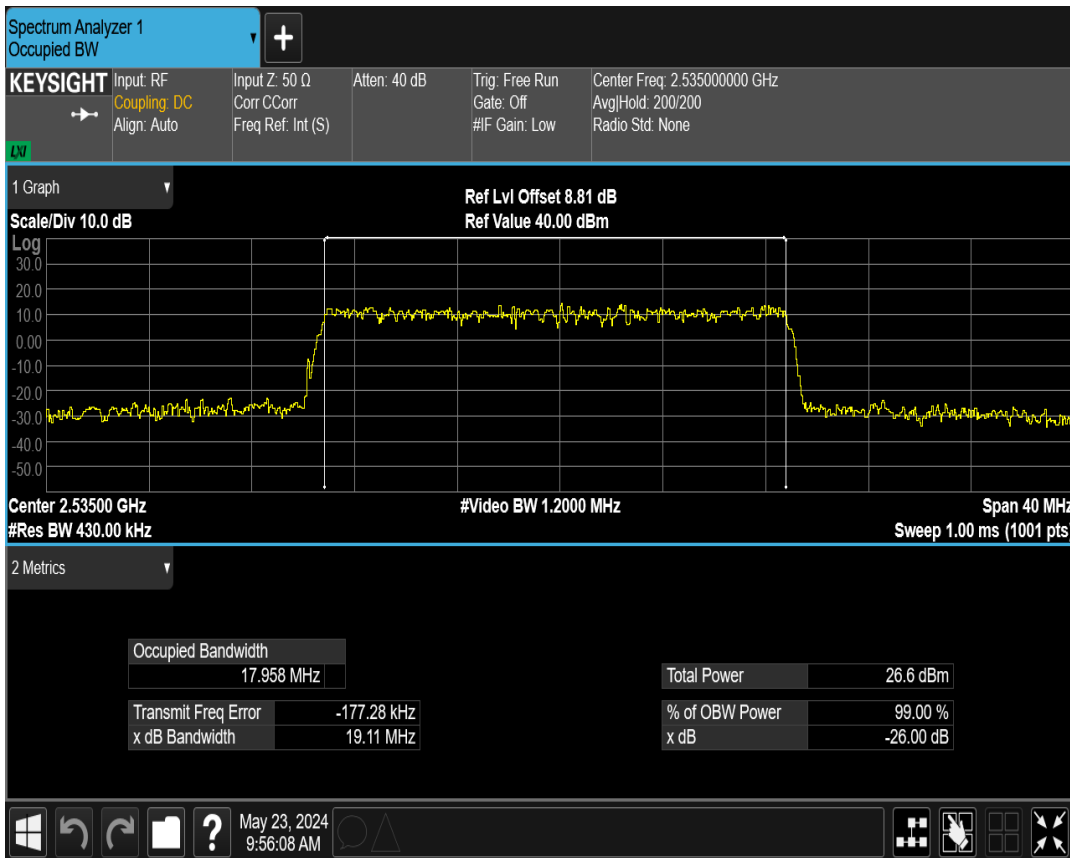 Spectrum Analyzer 1
Occupied BW
KEYSIGHT
LXI
Input: RF
Coupling: DC
Align: Auto
Input Z: 50 Ω
Corr CCorr
Freq Ref: Int (S)
Atten: 40 dB
Trig: Free Run
Gate: Off
#IF Gain: Low
Center Freq: 2.535000000 GHz
Avg|Hold: 200/200
Radio Std: None
1 Graph
Scale/Div 10.0 dB
Ref Lvl Offset 8.81 dB
Ref Value 40.00 dBm
Log
30.0
20.0
10.0
0.00
-10.0
-20.0
-30.0
-40.0
-50.0
Center 2.53500 GHz
#Res BW 430.00 kHz
#Video BW 1.2000 MHz
Span 40 MHz
Sweep 1.00 ms (1001 pts)
2 Metrics
Occupied Bandwidth
17.958 MHz
Transmit Freq Error -177.28 kHz
x dB Bandwidth 19.11 MHz
Total Power 26.6 dBm
% of OBW Power 99.00 %
x dB -26.00 dB
?
May 23, 2024
9:56:08 AM